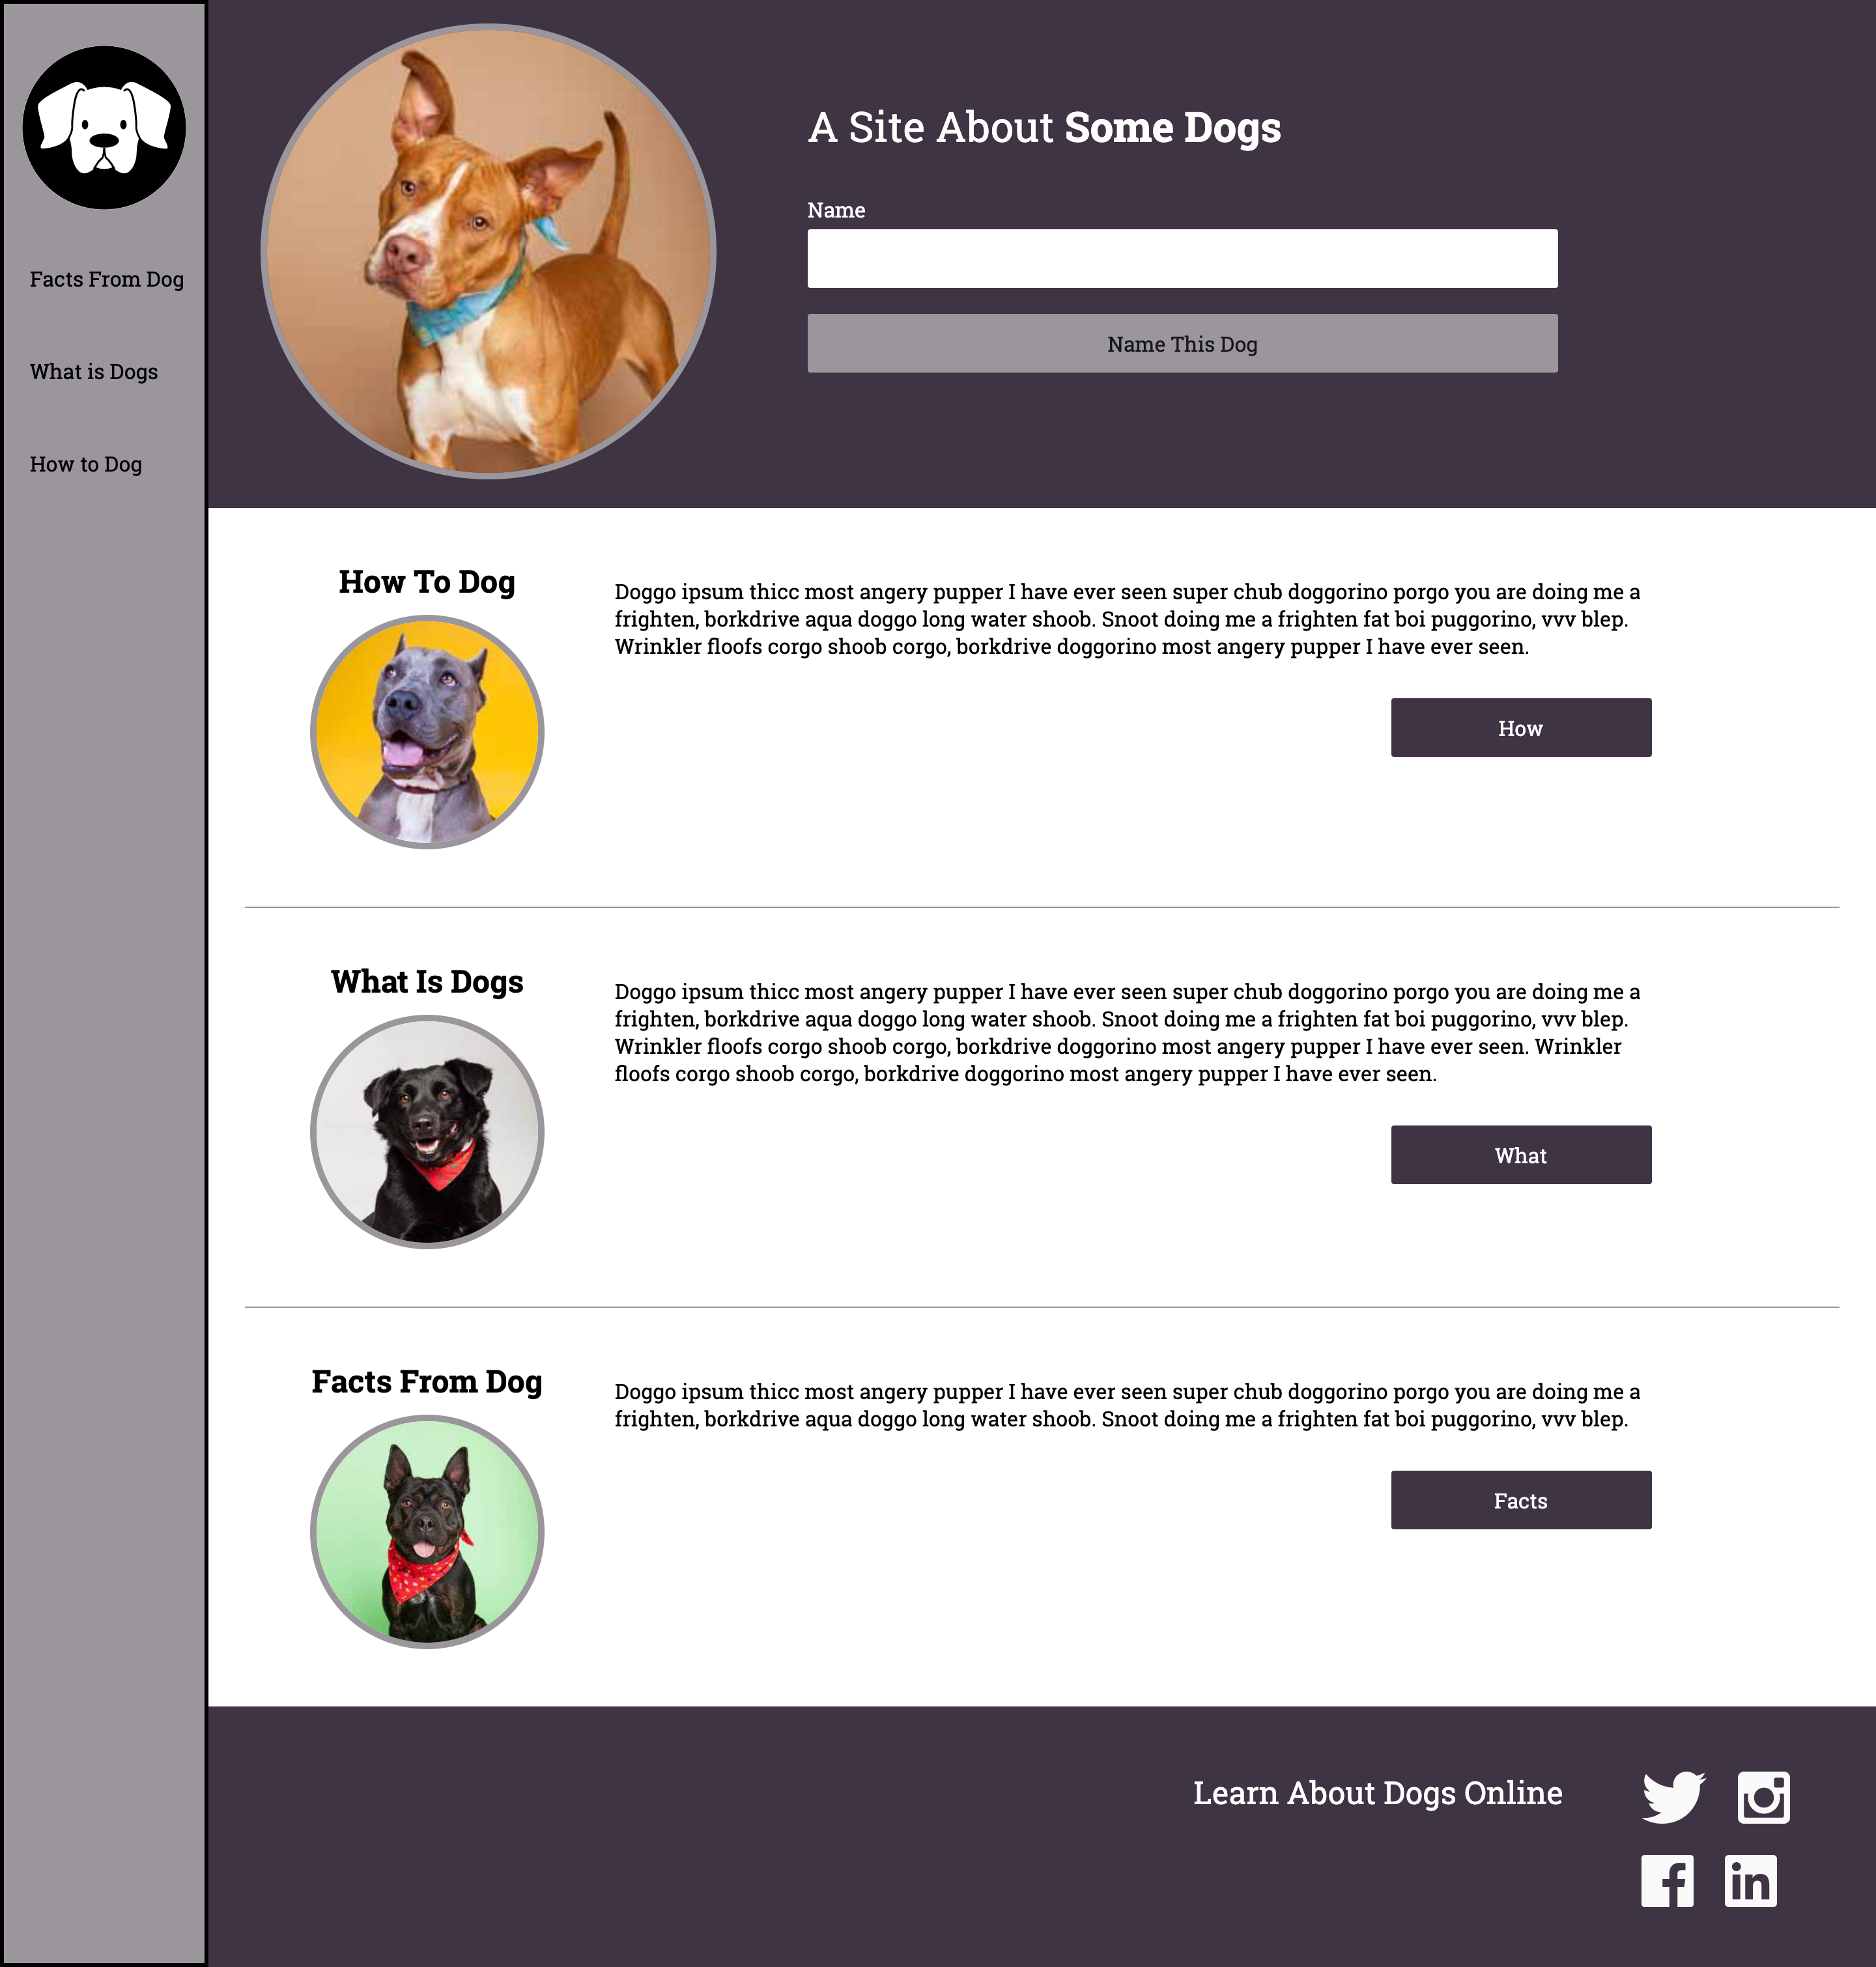 Facts From Dog
What is Dogs
How to Dog
A Site About Some Dogs
Name
Name This Dog
How To Dog
Doggo ipsum thicc most angery pupper I have ever seen super chub doggorino porgo you are doing me a
frighten, borkdrive aqua doggo long water shoob. Snoot doing me a frighten fat boi puggorino, vvv blep.
Wrinkler floofs corgo shoob corgo, borkdrive doggorino most angery pupper I have ever seen.
How
What Is Dogs
Doggo ipsum thicc most angery pupper I have ever seen super chub doggorino porgo you are doing me a
frighten, borkdrive aqua doggo long water shoob. Snoot doing me a frighten fat boi puggorino, vvv blep.
Wrinkler floofs corgo shoob corgo, borkdrive doggorino most angery pupper I have ever seen. Wrinkler
floofs corgo shoob corgo, borkdrive doggorino most angery pupper I have ever seen.
What
Facts From Dog
Doggo ipsum thicc most angery pupper I have ever seen super chub doggorino porgo you are doing me a
frighten, borkdrive aqua doggo long water shoob. Snoot doing me a frighten fat boi puggorino, vvv blep.
Facts
Learn About Dogs Online